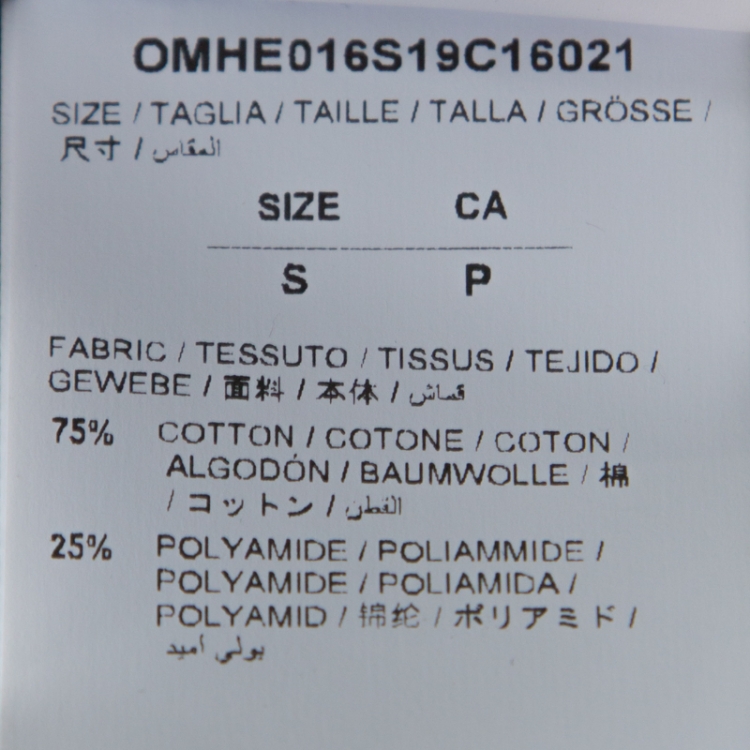 OMHE016S19C16021
SIZE / TAGLIA / TAILLE / TALLA / GRÖSSE /
尺寸 / المقاس
SIZE CA
S P
FABRIC / TESSUTO / TISSUS / TEJIDO /
GEWEBE / 面料 / 本体 / قماش
75% COTTON / COTONE / COTON /
ALGODÓN / BAUMWOLLE / 棉
/ コットン / القطن
25% POLYAMIDE / POLIAMMIDE /
POLYAMIDE / POLIAMIDA /
POLYAMID / 锦纶 / ポリアミド /
بولي أميد